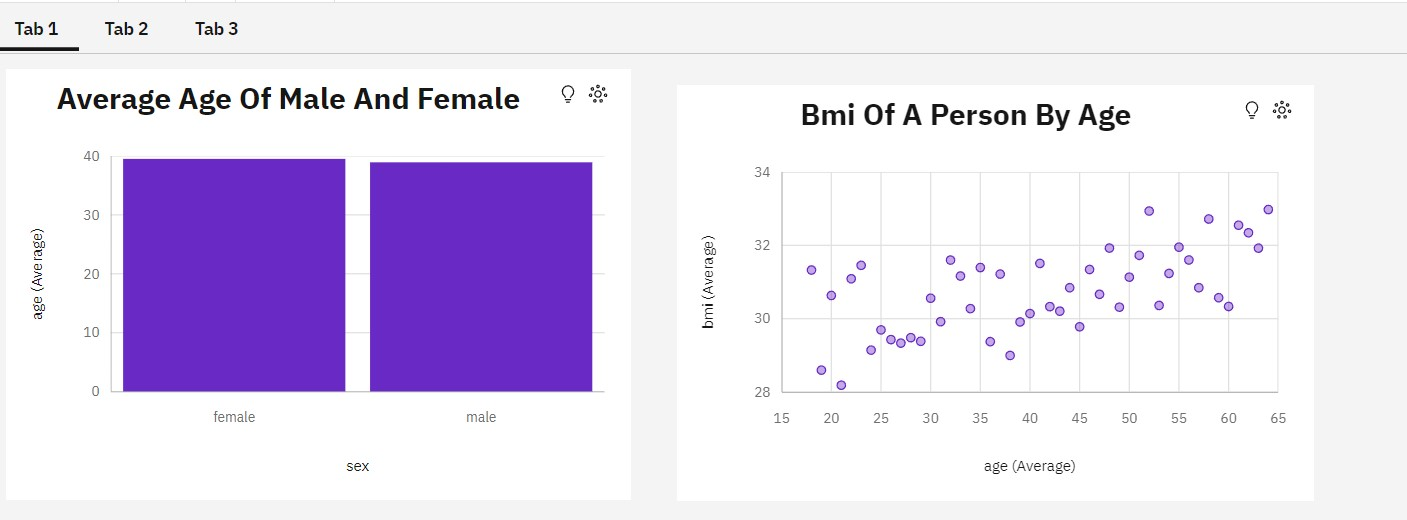 Tab 1 Tab 2 Tab 3
Average Age Of Male And Female
40
30
20
10
0
age (Average)
female male
sex
Bmi Of A Person By Age
34
32
30
28
bmi (Average)
15 20 25 30 35 40 45 50 55 60 65
age (Average)